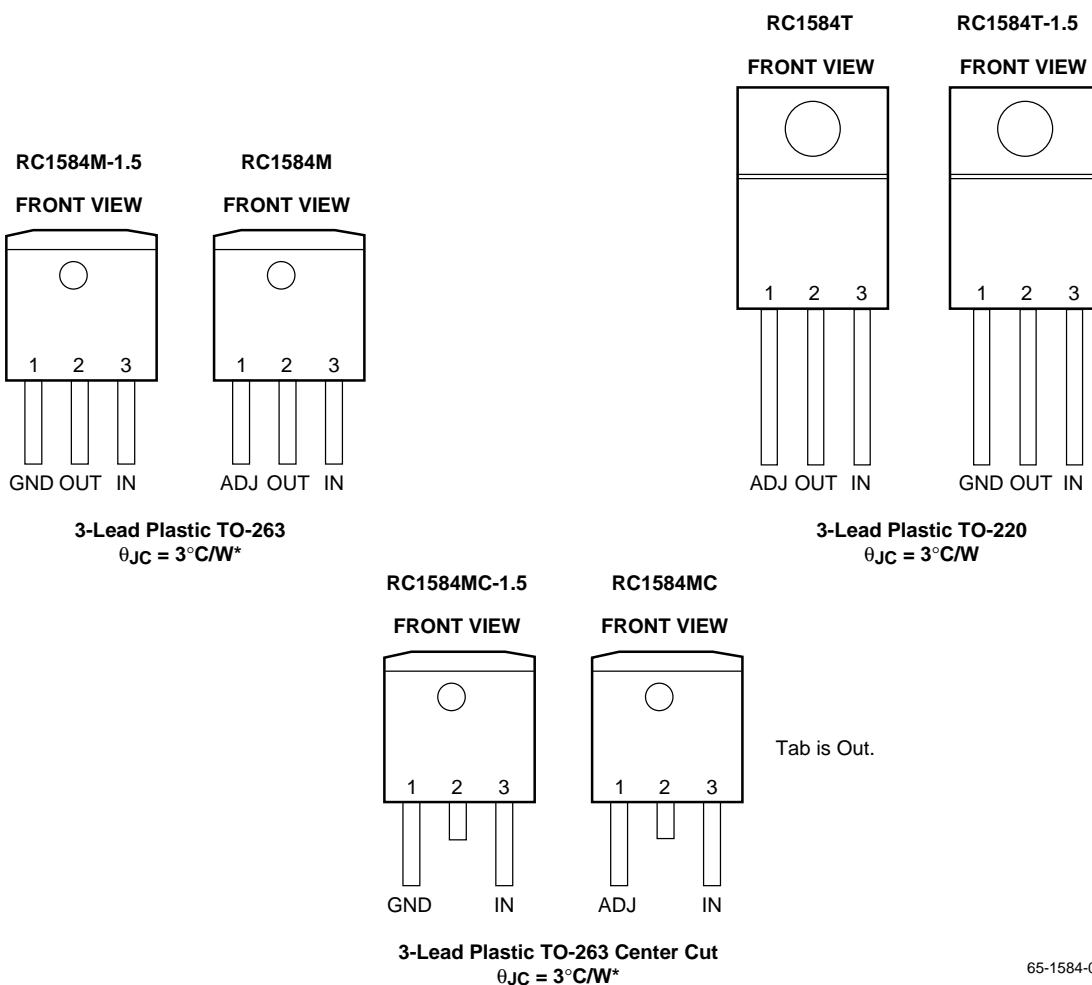 RC1584T RC1584T-1.5
FRONT VIEW FRONT VIEW
RC1584M-1.5 RC1584M
FRONT VIEW FRONT VIEW
1 2 3 1 2 3
1 2 3 1 2 3
GND OUT IN ADJ OUT IN
ADJ OUT IN GND OUT IN
3-Lead Plastic TO-263
θJC = 3°C/W*
3-Lead Plastic TO-220
θJC = 3°C/W
RC1584MC-1.5 RC1584MC
FRONT VIEW FRONT VIEW
Tab is Out.
1 2 3 1 2 3
GND IN ADJ IN
3-Lead Plastic TO-263 Center Cut
θJC = 3°C/W*
65-1584-0